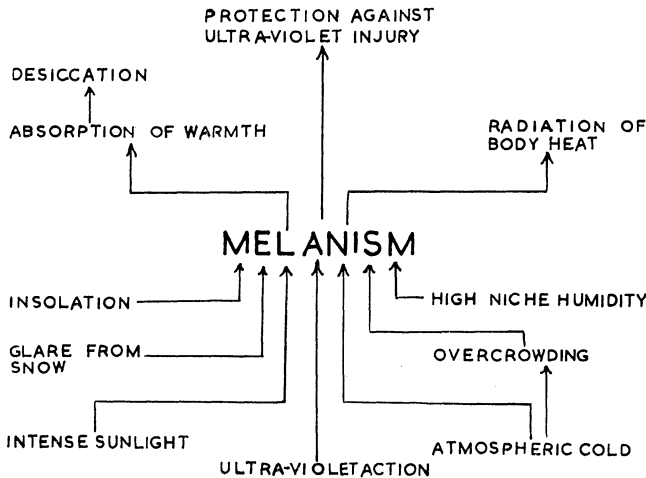 PROTECTION AGAINST
ULTRA-VIOLET INJURY
DESICCATION
ABSORPTION OF WARMTH
RADIATION OF
BODY HEAT
MELANISM
INSOLATION
HIGH NICHE HUMIDITY
GLARE FROM
SNOW
OVERCROWDING
INTENSE SUNLIGHT
ATMOSPHERIC COLD
ULTRA-VIOLET ACTION